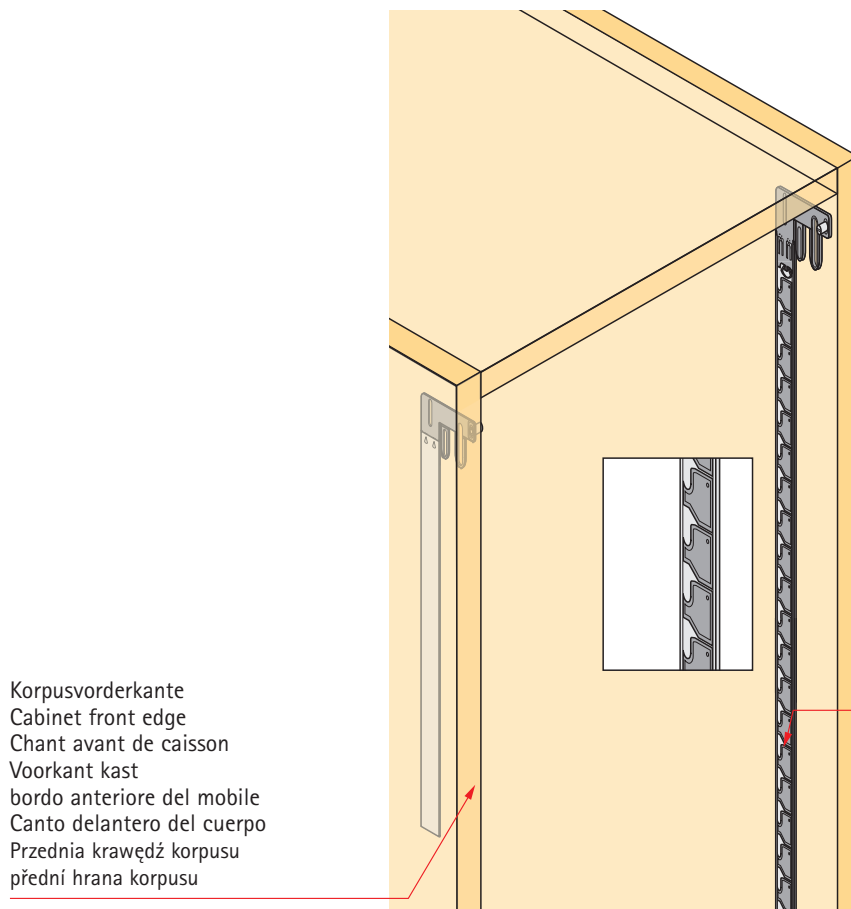 Korpusvorderkante
Cabinet front edge
Chant avant de caisson
Voorkant kast
bordo anteriore del mobile
Canto delantero del cuerpo
Przednia krawędź korpusu
přední hrana korpusu